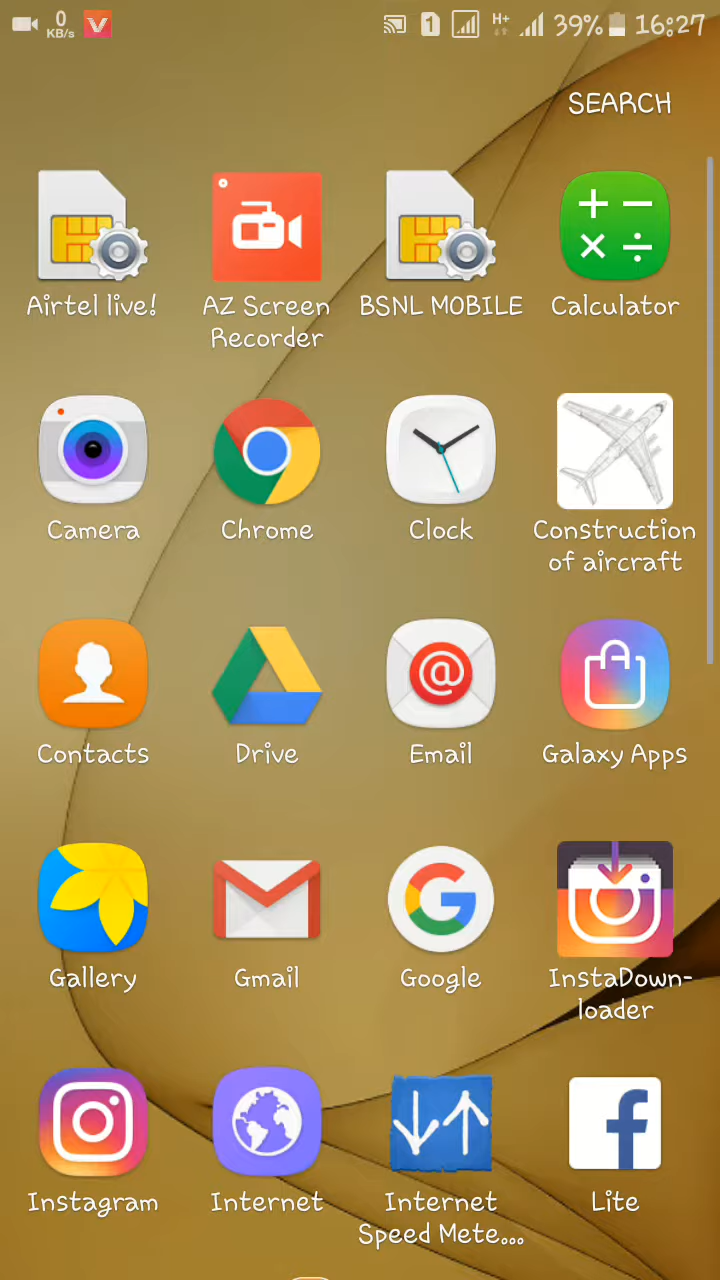 0
KB/s
1
H+
39%
16:27
SEARCH
Airtel live!
AZ Screen
Recorder
BSNL MOBILE
Calculator
Camera
Chrome
Clock
Construction
of aircraft
Contacts
Drive
Email
Galaxy Apps
Gallery
Gmail
Google
InstaDown-
loader
Instagram
Internet
Internet
Speed Mete...
Lite